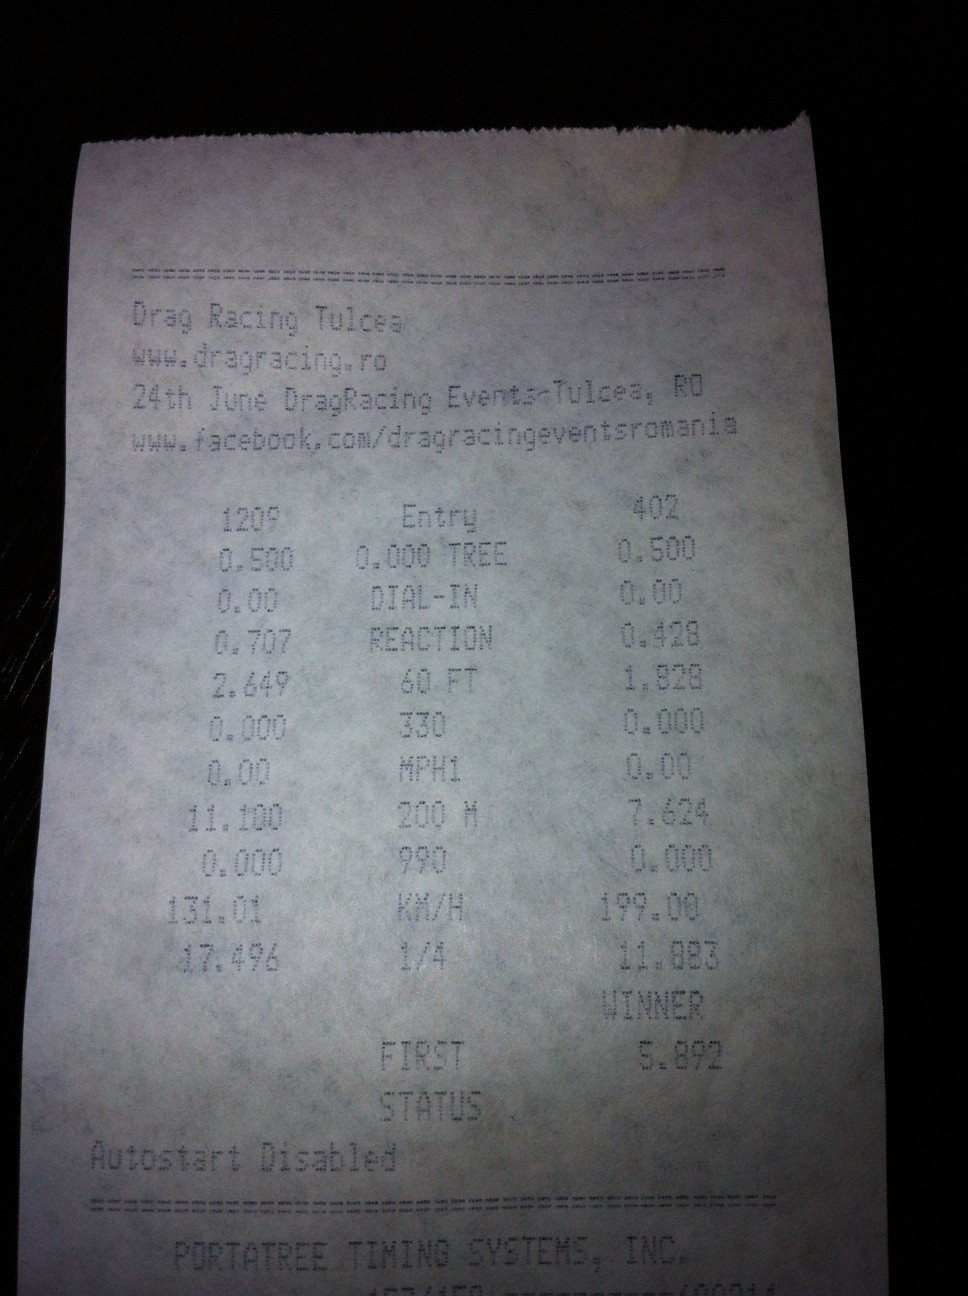 Drag Racing Tulcea
www.dragracing.ro
24th June DragRacing Events-Tulcea, RO
www.facebook.com/dragracingeventsromania
1209 Entry 402
0.500 0.000 TREE 0.500
0.00 DIAL-IN 0.00
0.707 REACTION 0.428
2.649 60 FT 1.828
0.000 330 0.000
0.00 MPH1 0.00
11.100 200 M 7.624
0.000 990 0.000
131.01 KM/H 199.00
17.496 1/4 11.883
WINNER
FIRST 5.892
STATUS
Autostart Disabled
PORTATREE TIMING SYSTEMS, INC.